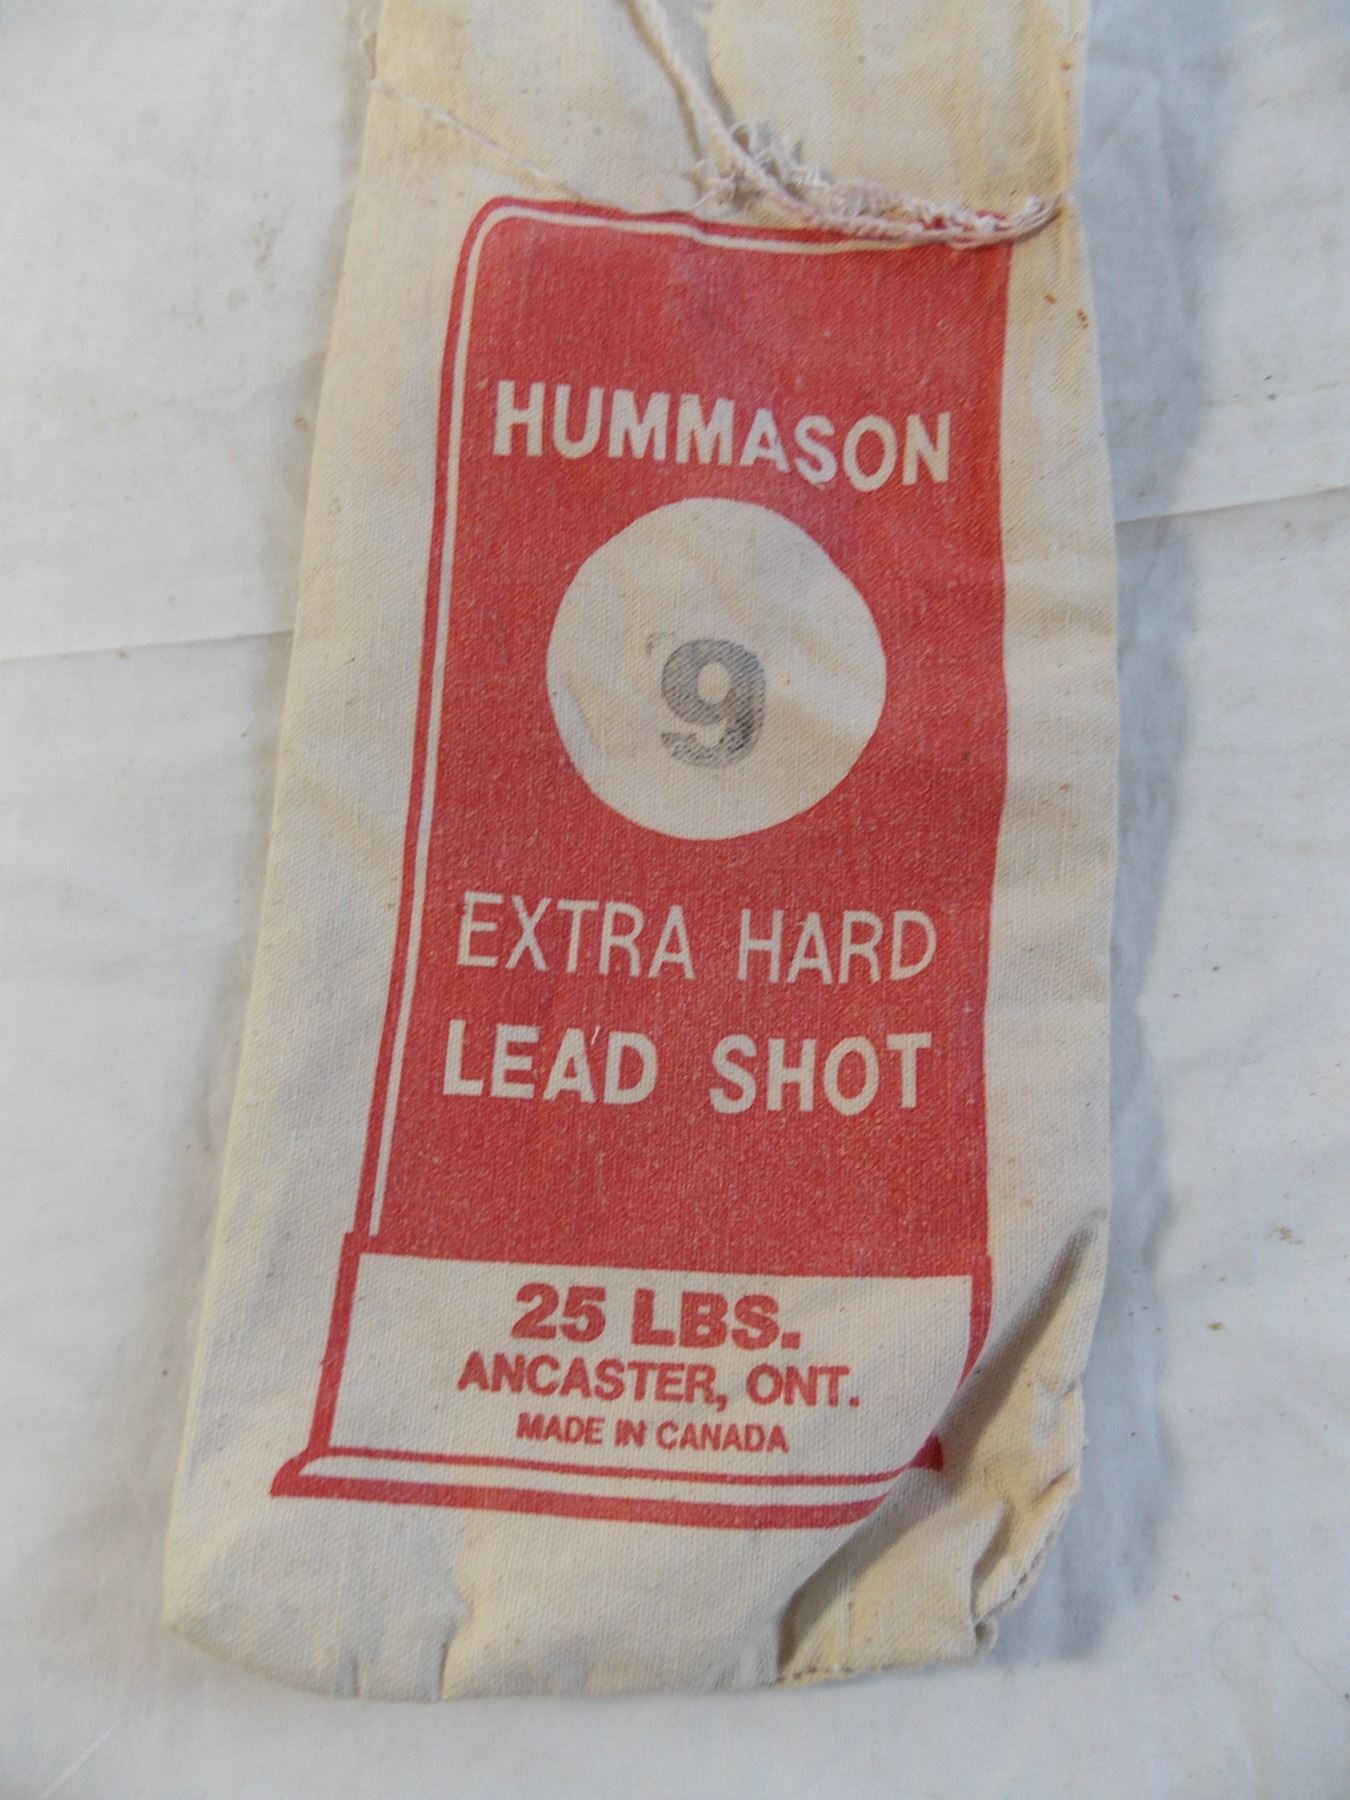 HUMMASON
9
EXTRA HARD
LEAD SHOT
25 LBS.
ANCASTER, ONT.
MADE IN CANADA